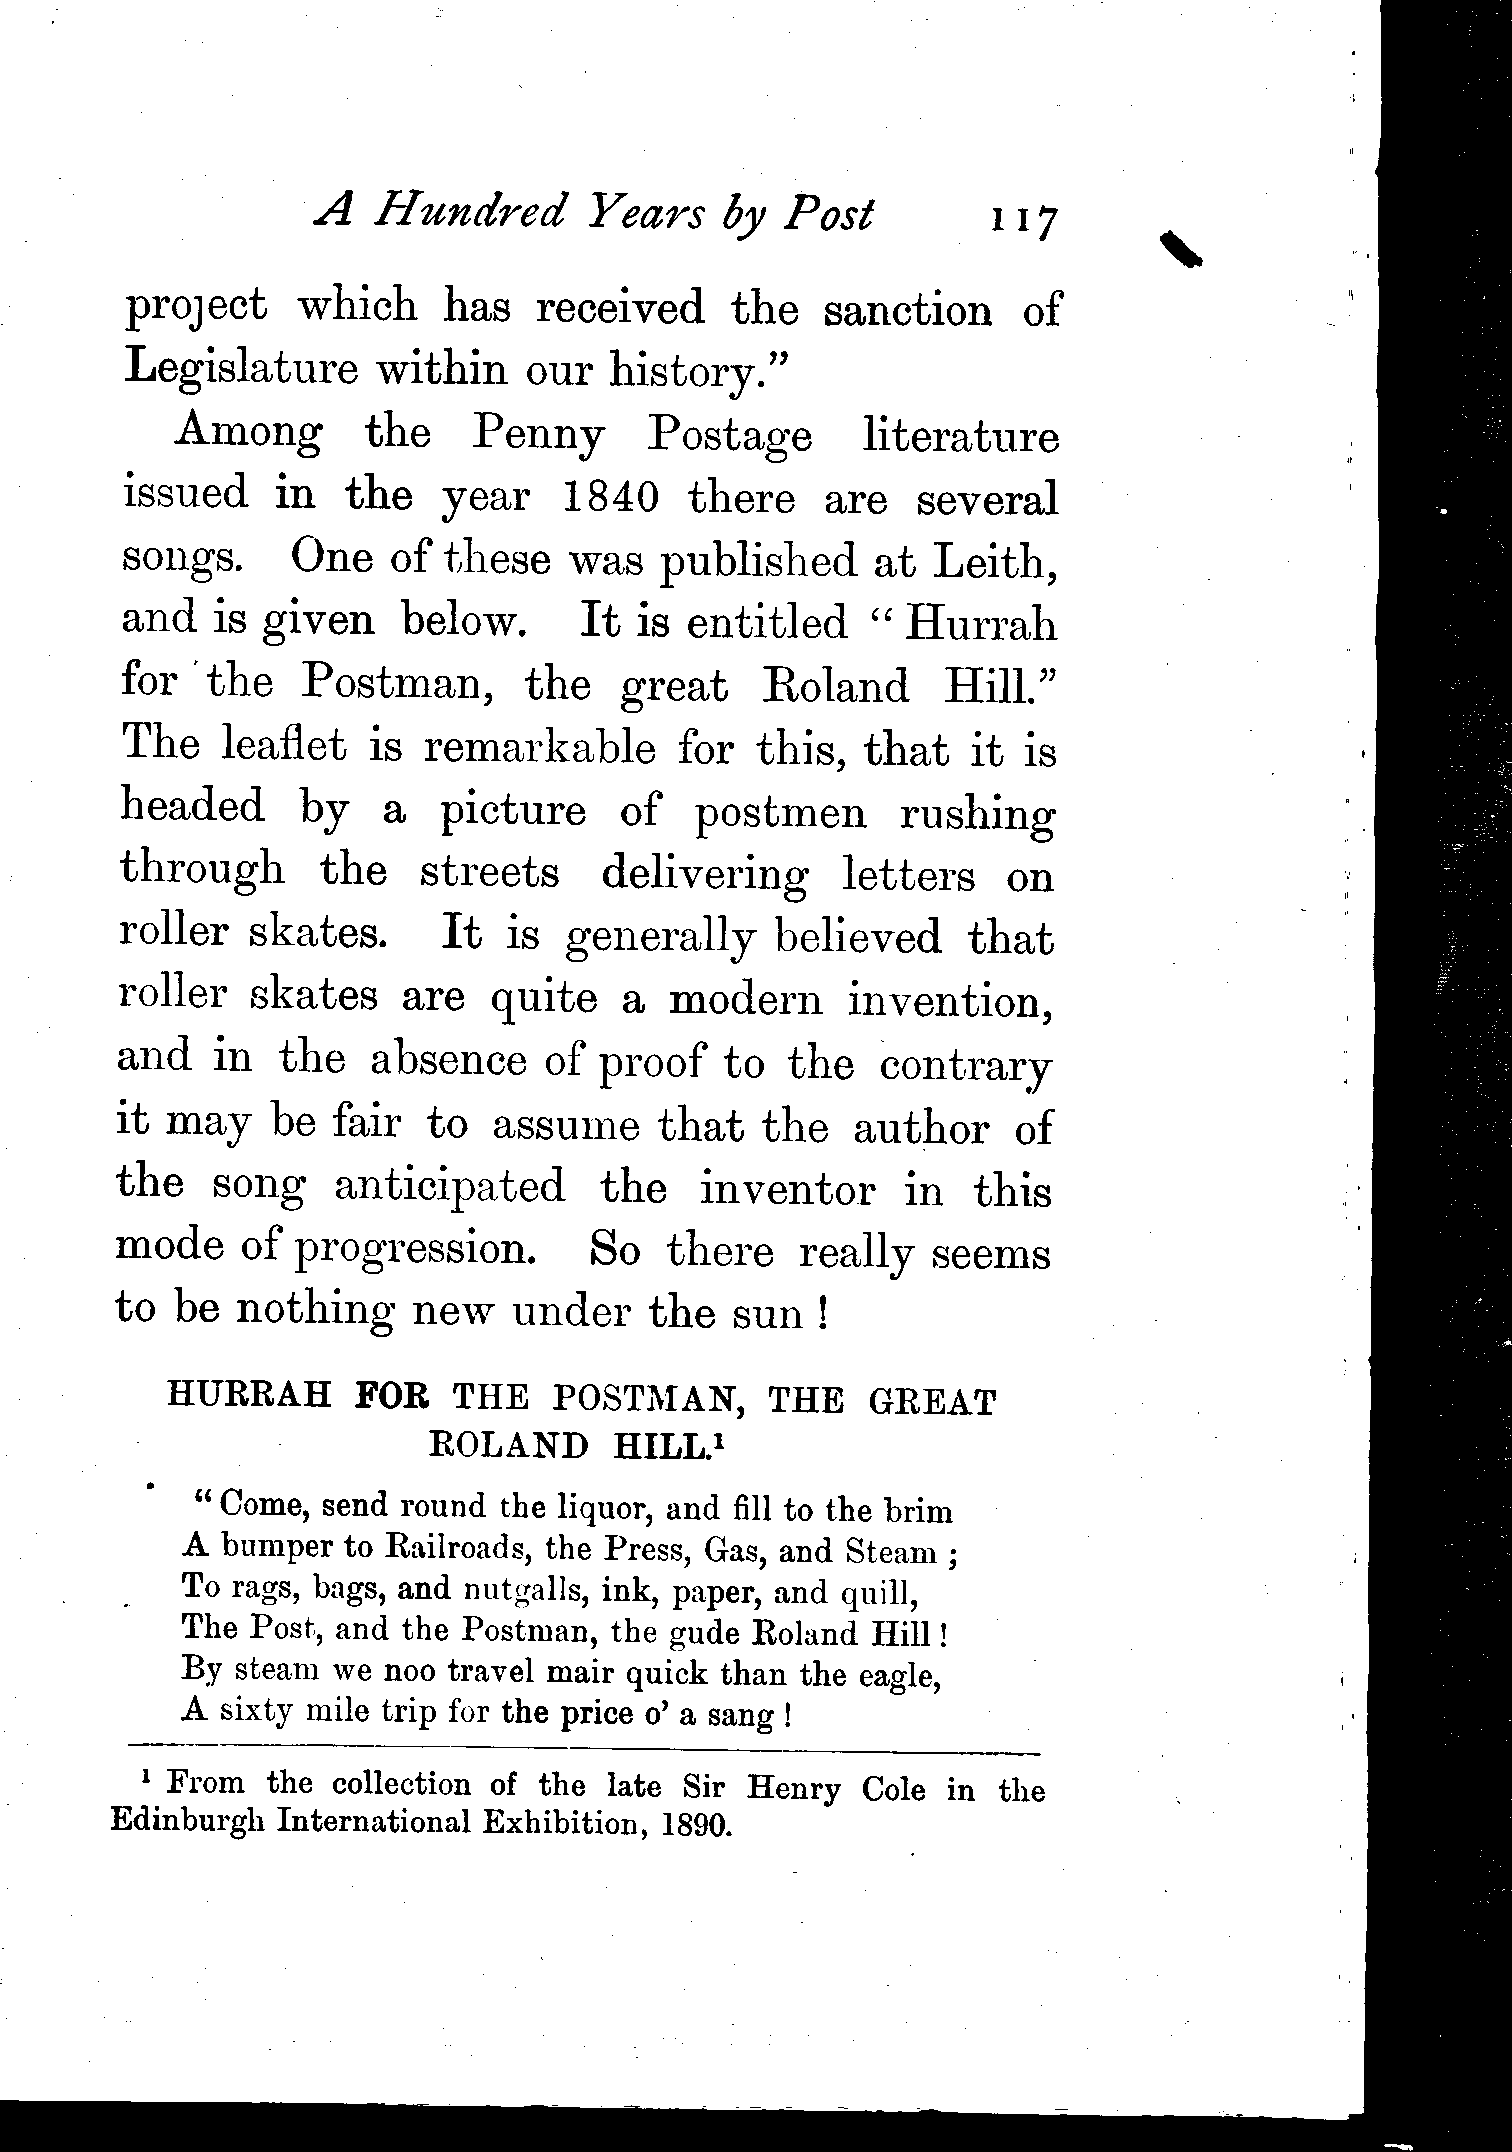 A Hundred Years by Post 117
project which has received the sanction of
Legislature within our history.”
Among the Penny Postage literature
issued in the year 1840 there are several
songs. One of these was published at Leith,
and is given below. It is entitled “ Hurrah
for the Postman, the great Roland Hill.”
The leaflet is remarkable for this, that it is
headed by a picture of postmen rushing
through the streets delivering letters on
roller skates. It is generally believed that
roller skates are quite a modern invention,
and in the absence of proof to the contrary
it may be fair to assume that the author of
the song anticipated the inventor in this
mode of progression. So there really seems
to be nothing new under the sun !
HURRAH FOR THE POSTMAN, THE GREAT
ROLAND HILL.¹
“ Come, send round the liquor, and fill to the brim
A bumper to Railroads, the Press, Gas, and Steam ;
To rags, bags, and nutgalls, ink, paper, and quill,
The Post, and the Postman, the gude Roland Hill !
By steam we noo travel mair quick than the eagle,
A sixty mile trip for the price o’ a sang !
¹ From the collection of the late Sir Henry Cole in the
Edinburgh International Exhibition, 1890.